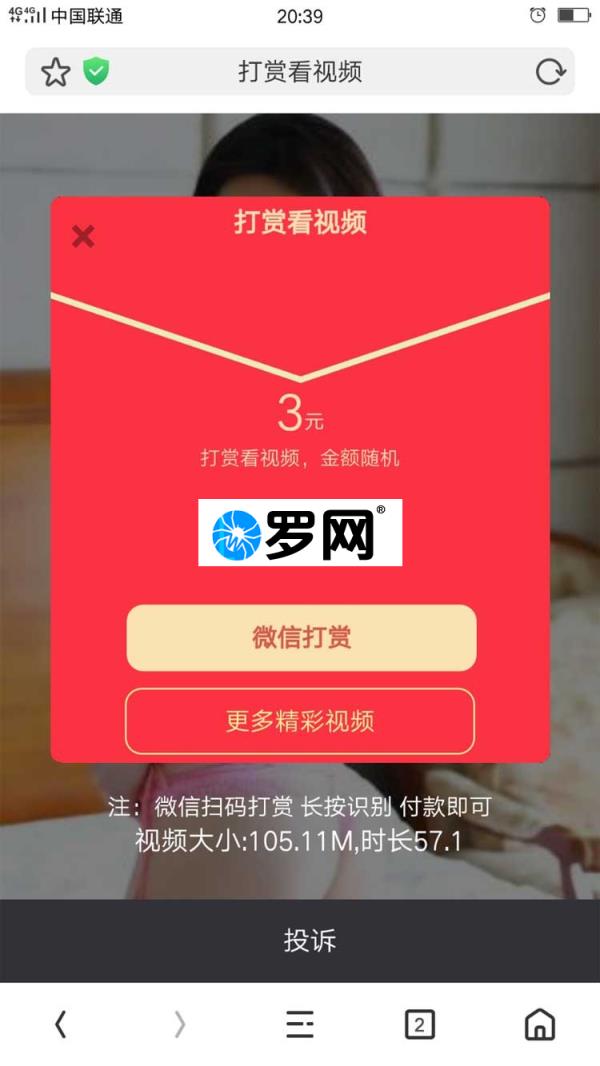 4G 4G 中国联通 20:39
打赏看视频
打赏看视频
3元
打赏看视频，金额随机
罗网®
微信打赏
更多精彩视频
注：微信扫码打赏 长按识别 付款即可
视频大小:105.11M,时长57.1
投诉
2